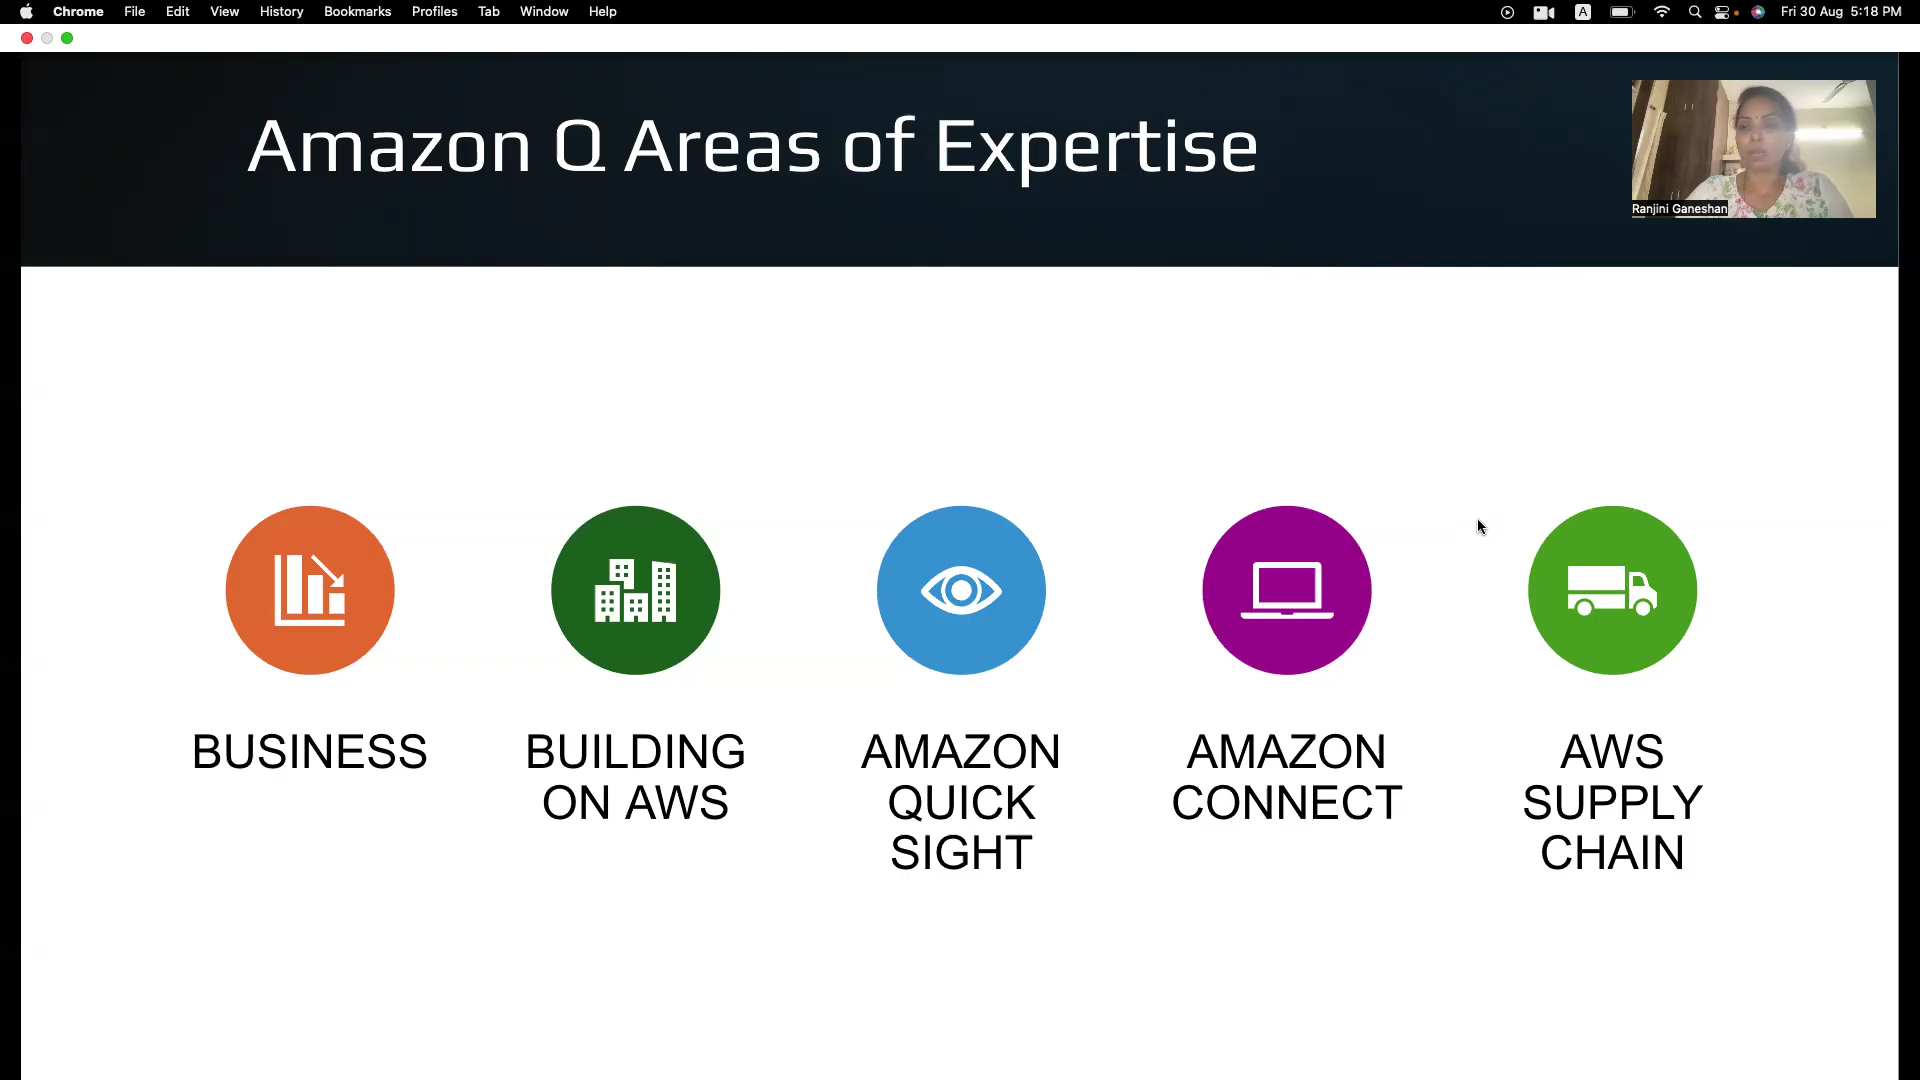 Chrome File Edit View History Bookmarks Profiles Tab Window Help
A
Fri 30 Aug 5:18 PM
Amazon Q Areas of Expertise
Ranjini Ganeshan
BUSINESS
BUILDING
ON AWS
AMAZON
QUICK
SIGHT
AMAZON
CONNECT
AWS
SUPPLY
CHAIN